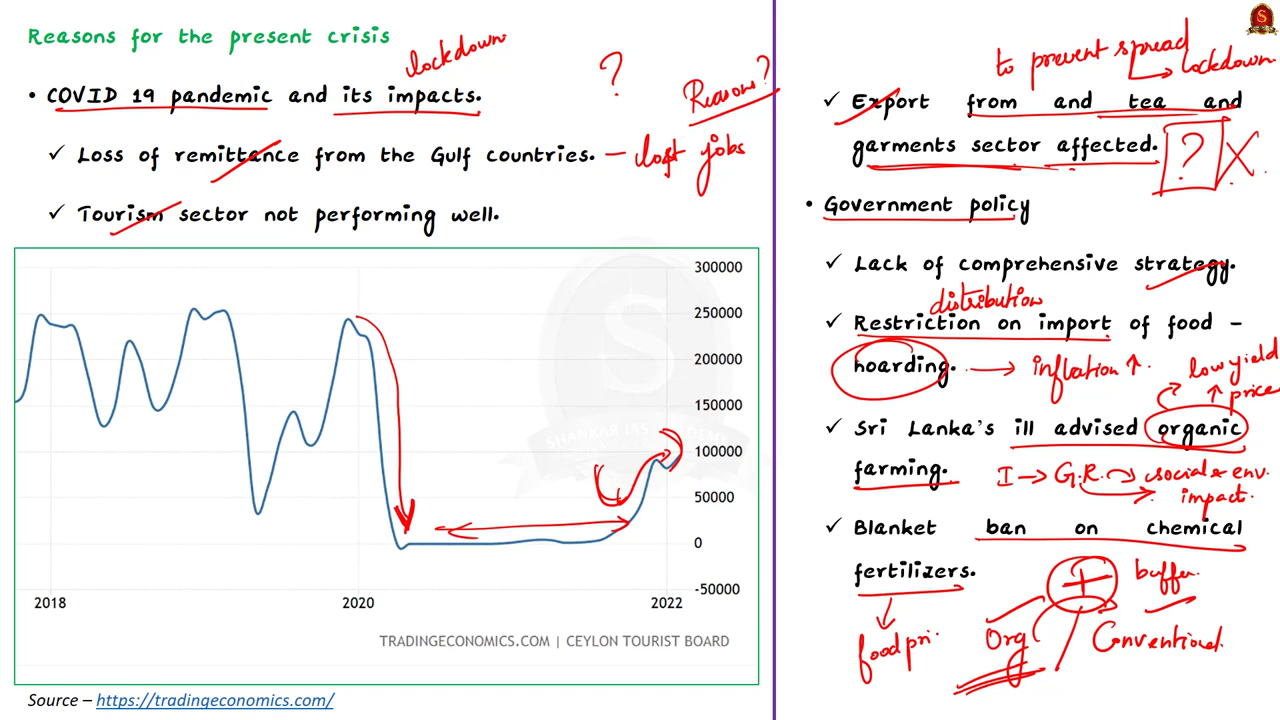 Reasons for the present crisis
lockdown
?
• COVID 19 pandemic and its impacts.
Reasons?
✓ Loss of remittance from the Gulf countries. – lost jobs
✓ Tourism sector not performing well.
300000
250000
200000
150000
100000
50000
0
-50000
2018 2020 2022
SHANKAR IAS
TRADINGECONOMICS.COM | CEYLON TOURIST BOARD
Source – https://tradingeconomics.com/
to prevent spread
→ lockdown
✓ Export from and tea and
garments sector affected. ? X
• Government policy
✓ Lack of comprehensive strategy.
distribution
✓ Restriction on import of food –
hoarding. → inflation ↑.
low yield
↑ price
✓ Sri Lanka's ill advised organic
farming. I → G.R. → social & env.
impact.
✓ Blanket ban on chemical
fertilizers. + buffer
food pri. Org Conventional.